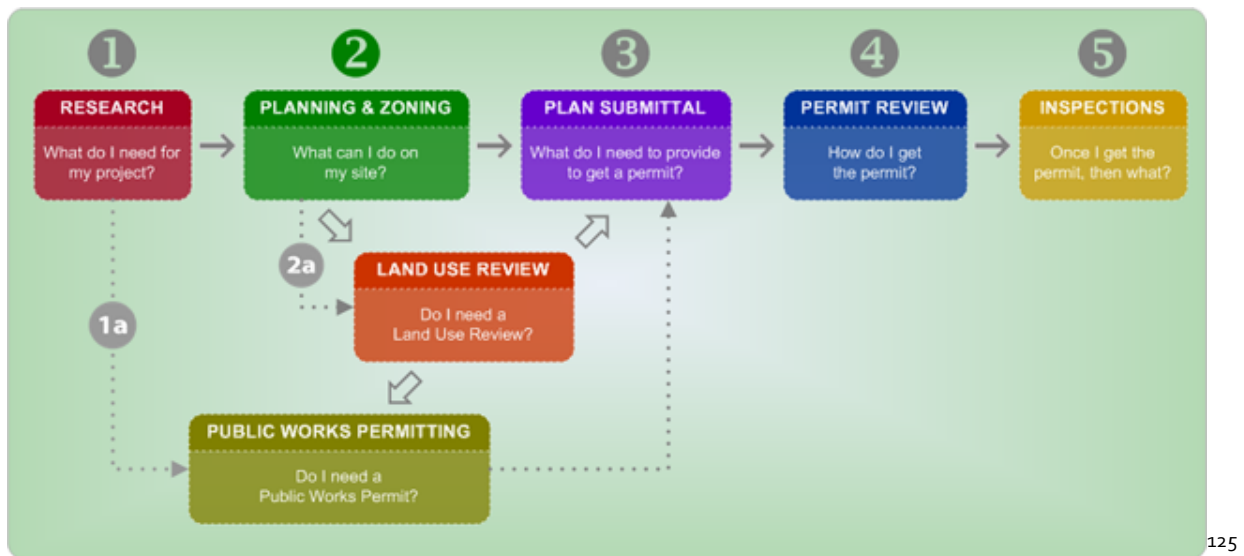 1 2 3 4 5
RESEARCH
What do I need for
my project?
PLANNING & ZONING
What can I do on
my site?
PLAN SUBMITTAL
What do I need to provide
to get a permit?
PERMIT REVIEW
How do I get
the permit?
INSPECTIONS
Once I get the
permit, then what?
2a
LAND USE REVIEW
Do I need a
Land Use Review?
1a
PUBLIC WORKS PERMITTING
Do I need a
Public Works Permit?
125